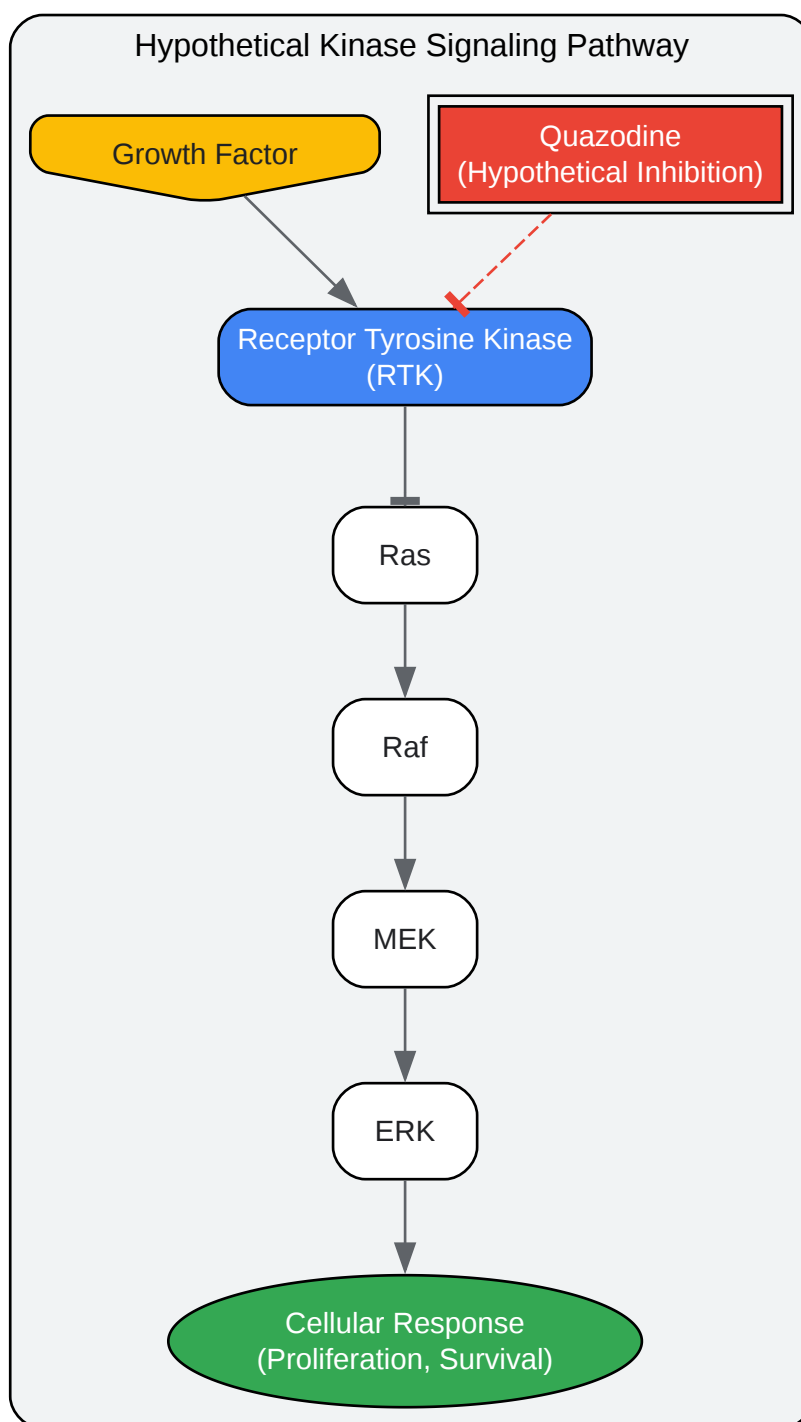 Hypothetical Kinase Signaling Pathway
Growth Factor
Quazodine
(Hypothetical Inhibition)
Receptor Tyrosine Kinase
(RTK)
Ras
Raf
MEK
ERK
Cellular Response
(Proliferation, Survival)